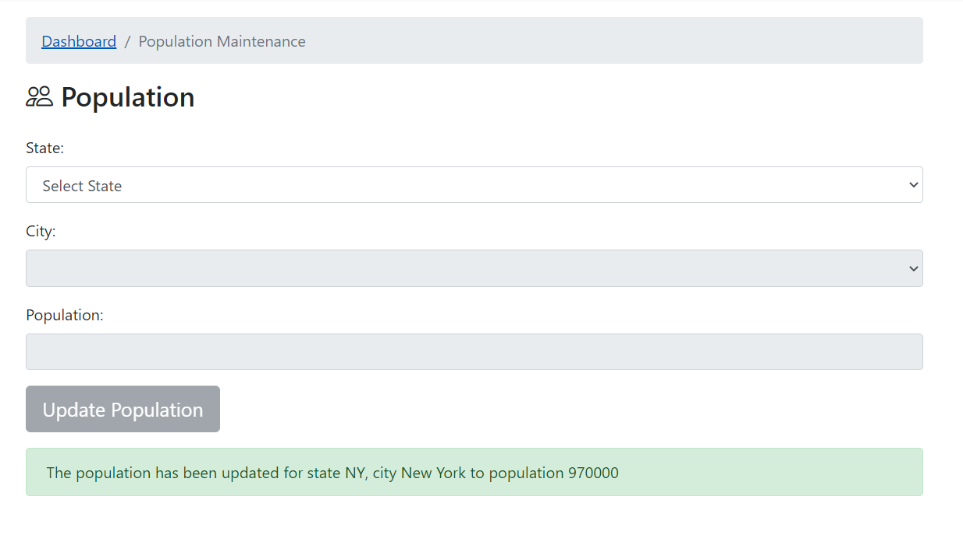 Dashboard / Population Maintenance
Population
State:
Select State
City:
Population:
Update Population
The population has been updated for state NY, city New York to population 970000